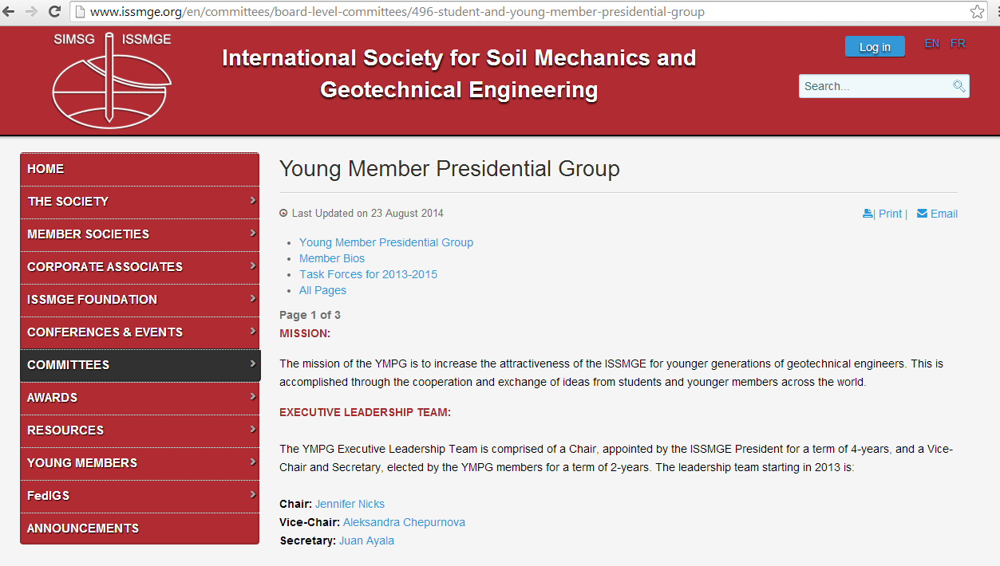 www.issmge.org/en/committees/board-level-committees/496-student-and-young-member-presidential-group
SIMSG ISSMGE
International Society for Soil Mechanics and
Geotechnical Engineering
Log in
EN FR
Search...
HOME
THE SOCIETY
MEMBER SOCIETIES
CORPORATE ASSOCIATES
ISSMGE FOUNDATION
CONFERENCES & EVENTS
COMMITTEES
AWARDS
RESOURCES
YOUNG MEMBERS
FedIGS
ANNOUNCEMENTS
Young Member Presidential Group
Last Updated on 23 August 2014
| Print | Email
• Young Member Presidential Group
• Member Bios
• Task Forces for 2013-2015
• All Pages
Page 1 of 3
MISSION:
The mission of the YMPG is to increase the attractiveness of the ISSMGE for younger generations of geotechnical engineers. This is
accomplished through the cooperation and exchange of ideas from students and younger members across the world.
EXECUTIVE LEADERSHIP TEAM:
The YMPG Executive Leadership Team is comprised of a Chair, appointed by the ISSMGE President for a term of 4-years, and a Vice-
Chair and Secretary, elected by the YMPG members for a term of 2-years. The leadership team starting in 2013 is:
Chair: Jennifer Nicks
Vice-Chair: Aleksandra Chepurnova
Secretary: Juan Ayala